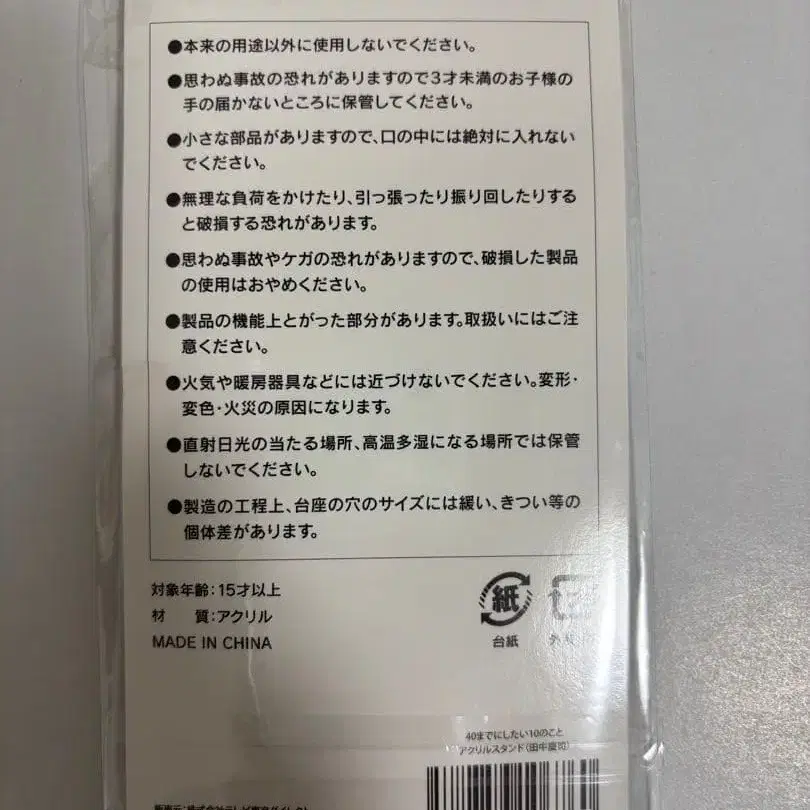 ●本来の用途以外に使用しないでください。
●思わぬ事故の恐れがありますので3才未満のお子様の
手の届かないところに保管してください。
●小さな部品がありますので、口の中には絶対に入れない
でください。
●無理な負荷をかけたり、引っ張ったり振り回したりする
と破損する恐れがあります。
●思わぬ事故やケガの恐れがありますので、破損した製品
の使用はおやめください。
●製品の機能上とがった部分があります。取扱いにはご注
意ください。
●火気や暖房器具などには近づけないでください。変形・
変色・火災の原因になります。
●直射日光の当たる場所、高温多湿になる場所では保管
しないでください。
●製造の工程上、台座の穴のサイズには緩い、きつい等の
個体差があります。
対象年齢:15才以上
材 質:アクリル
MADE IN CHINA
紙
台紙
40までにしたい10のこと
アクリルスタンド(田中慶司)